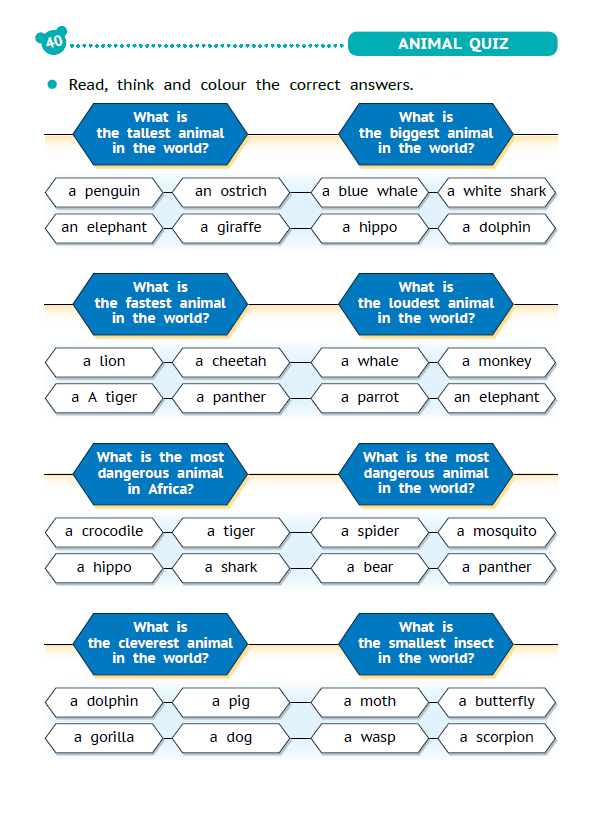 40
ANIMAL QUIZ
Read, think and colour the correct answers.
What is
the tallest animal
in the world?
a penguin
an ostrich
an elephant
a giraffe
What is
the biggest animal
in the world?
a blue whale
a white shark
a hippo
a dolphin
What is
the fastest animal
in the world?
a lion
a cheetah
a A tiger
a panther
What is
the loudest animal
in the world?
a whale
a monkey
a parrot
an elephant
What is the most
dangerous animal
in Africa?
a crocodile
a tiger
a hippo
a shark
What is the most
dangerous animal
in the world?
a spider
a mosquito
a bear
a panther
What is
the cleverest animal
in the world?
a dolphin
a pig
a gorilla
a dog
What is
the smallest insect
in the world?
a moth
a butterfly
a wasp
a scorpion